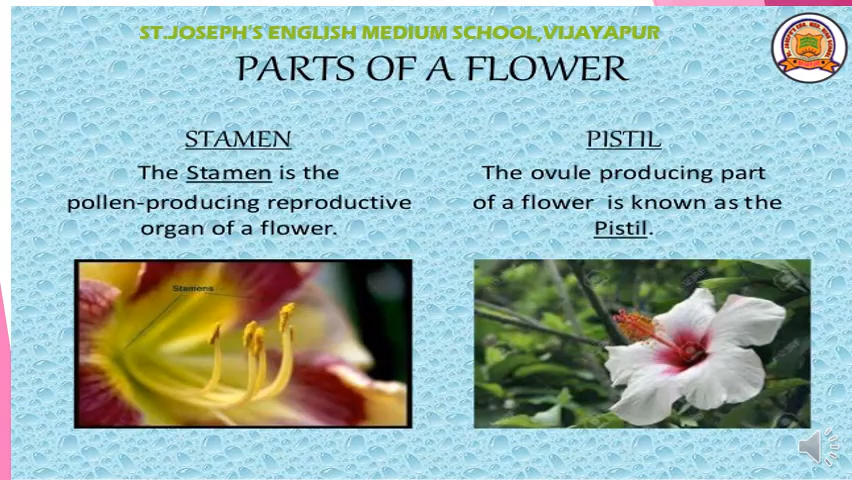 ST.JOSEPH'S ENGLISH MEDIUM SCHOOL,VIJAYAPUR
PARTS OF A FLOWER
STAMEN
The Stamen is the
pollen-producing reproductive
organ of a flower.
Stamens
PISTIL
The ovule producing part
of a flower is known as the
Pistil.